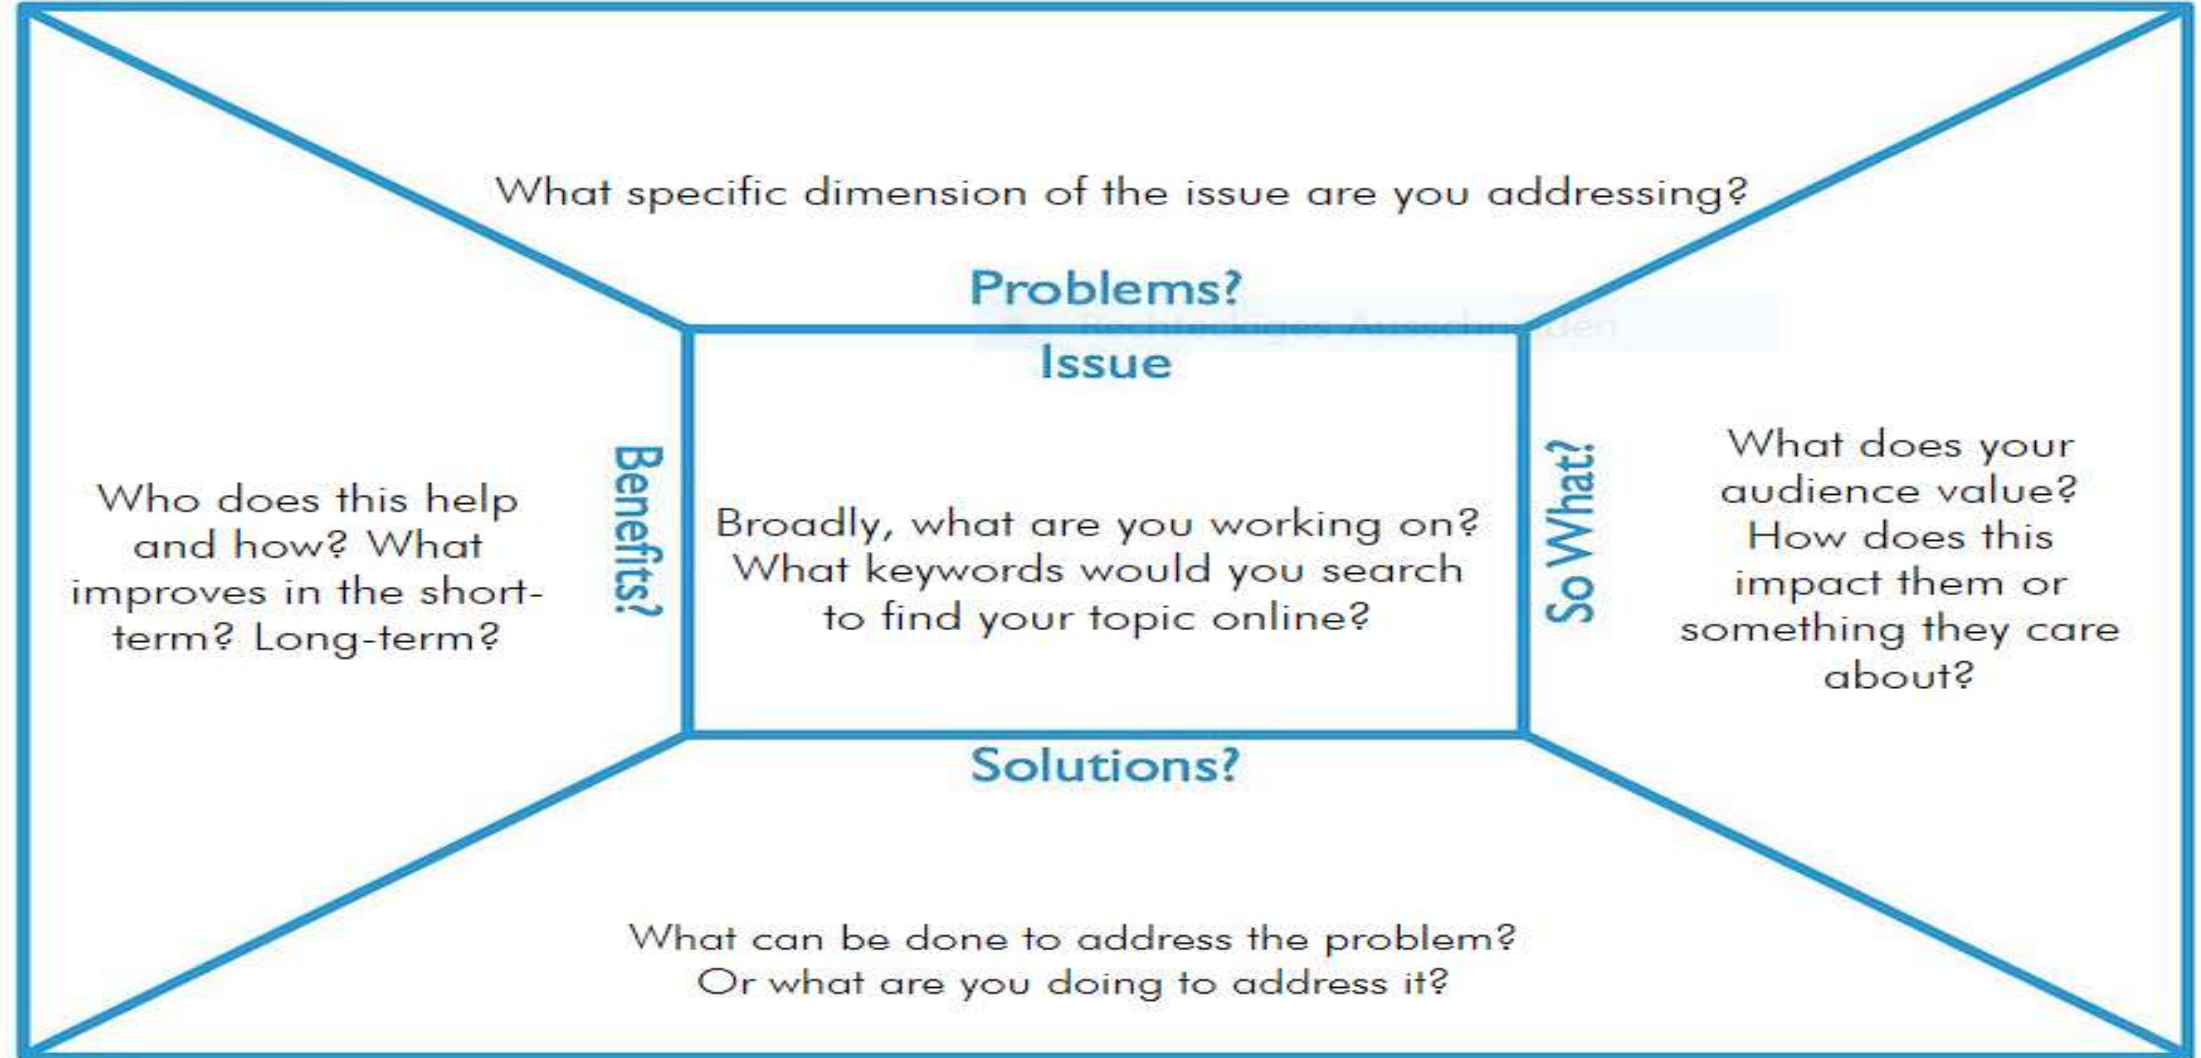 What specific dimension of the issue are you addressing?
Problems?
Rechteckiges Ausschneiden
Issue
Benefits?
Who does this help
and how? What
improves in the short-
term? Long-term?
Broadly, what are you working on?
What keywords would you search
to find your topic online?
So What?
What does your
audience value?
How does this
impact them or
something they care
about?
Solutions?
What can be done to address the problem?
Or what are you doing to address it?